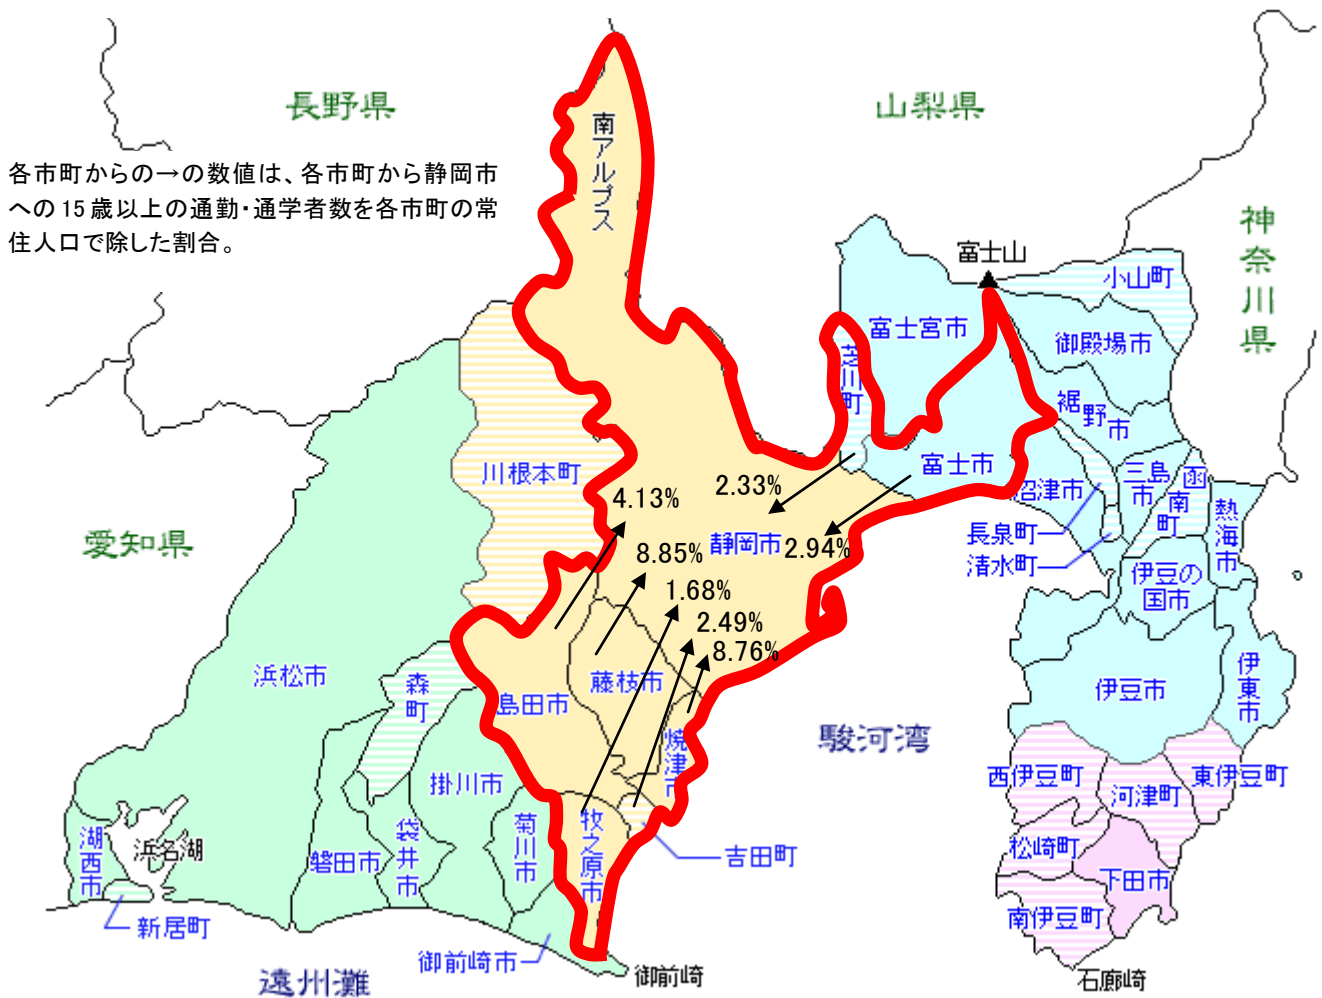 長野県
山梨県
南アルプス
各市町からの→の数値は、各市町から静岡市
への15歳以上の通勤・通学者数を各市町の常
住人口で除した割合。
神奈川県
富士山
小山町
富士宮市
御殿場市
川町
裾野市
川根本町
富士市
三島市
函南町
沼津市
熱海市
2.33%
4.13%
静岡市
2.94%
長泉町
清水町
愛知県
8.85%
1.68%
2.49%
8.76%
伊豆の
国市
浜松市
森町
島田市
藤枝市
伊豆市
伊東市
焼津市
駿河湾
掛川市
西伊豆町
東伊豆町
河津町
湖西市
浜名湖
磐田市
袋井市
菊川市
牧之原市
吉田町
松崎町
下田市
新居町
南伊豆町
御前崎市
御前崎
遠州灘
石廊崎